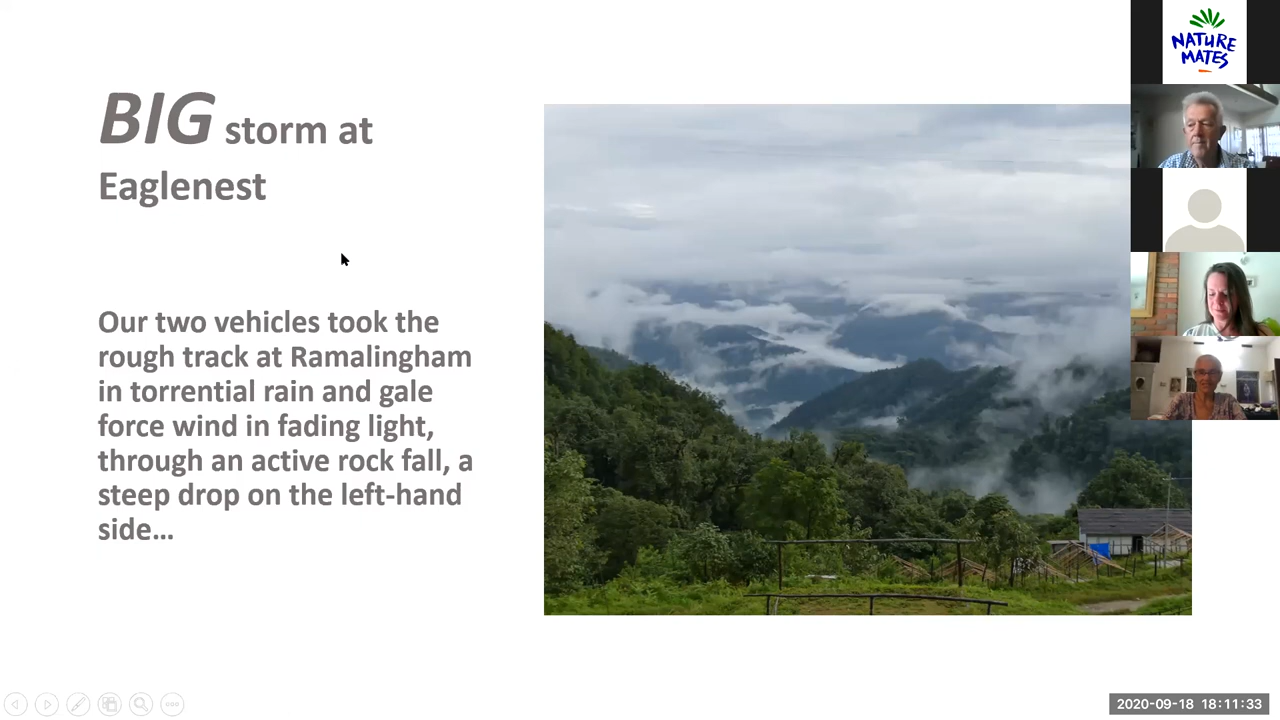 BIG storm at
Eaglenest
Our two vehicles took the
rough track at Ramalingham
in torrential rain and gale
force wind in fading light,
through an active rock fall, a
steep drop on the left-hand
side...
NATURE
MATES
2020-09-18 18:11:33